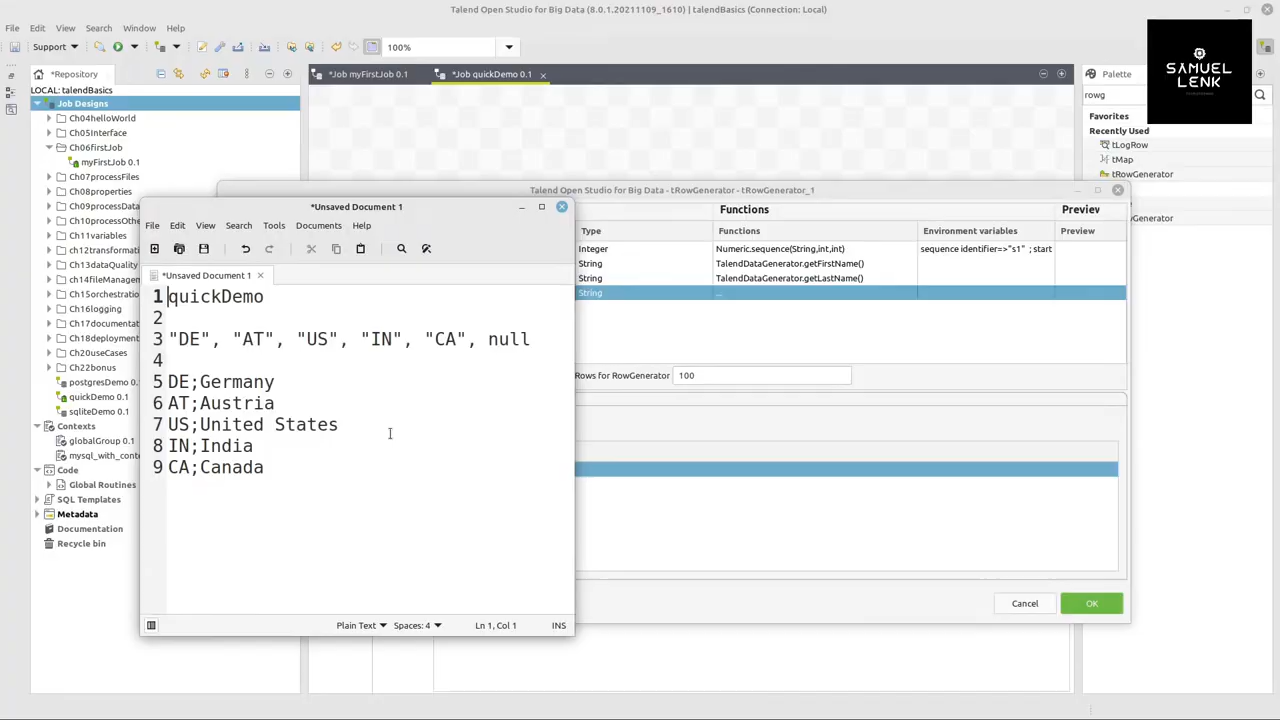 Talend Open Studio for Big Data (8.0.1.20211109_1610) | talendBasics (Connection: Local)
File Edit View Search Window Help
Support
100%
*Repository
*Job myFirstJob 0.1
*Job quickDemo 0.1
Palette
SAMUEL
LENK
LOCAL: talendBasics
rowg
Job Designs
Ch04helloWorld
Ch05Interface
Ch06firstJob
myFirstJob 0.1
Ch07processFiles
Ch08properties
Ch09processData
Ch10processOthe
Ch11variables
ch12transformati
Ch13dataQuality
ch14fileManagem
Ch15orchestratio
Ch16logging
Ch17documentat
Ch18deployment
Ch20useCases
Ch22bonus
postgresDemo 0.
quickDemo 0.1
sqliteDemo 0.1
Contexts
globalGroup 0.1
mysql_with_conte
Code
Global Routines
SQL Templates
Metadata
Documentation
Recycle bin
Favorites
Recently Used
tLogRow
tMap
tRowGenerator
wGenerator
Talend Open Studio for Big Data - tRowGenerator - tRowGenerator_1
Functions
Preview
Type
Functions
Environment variables
Preview
Integer
Numeric.sequence(String,int,int)
sequence identifier=>"s1" ; start
String
TalendDataGenerator.getFirstName()
String
TalendDataGenerator.getLastName()
String
...
Rows for RowGenerator
100
Cancel
OK
*Unsaved Document 1
File Edit View Search Tools Documents Help
*Unsaved Document 1
1 quickDemo
2
3 "DE", "AT", "US", "IN", "CA", null
4
5 DE;Germany
6 AT;Austria
7 US;United States
8 IN;India
9 CA;Canada
Plain Text
Spaces: 4
Ln 1, Col 1
INS